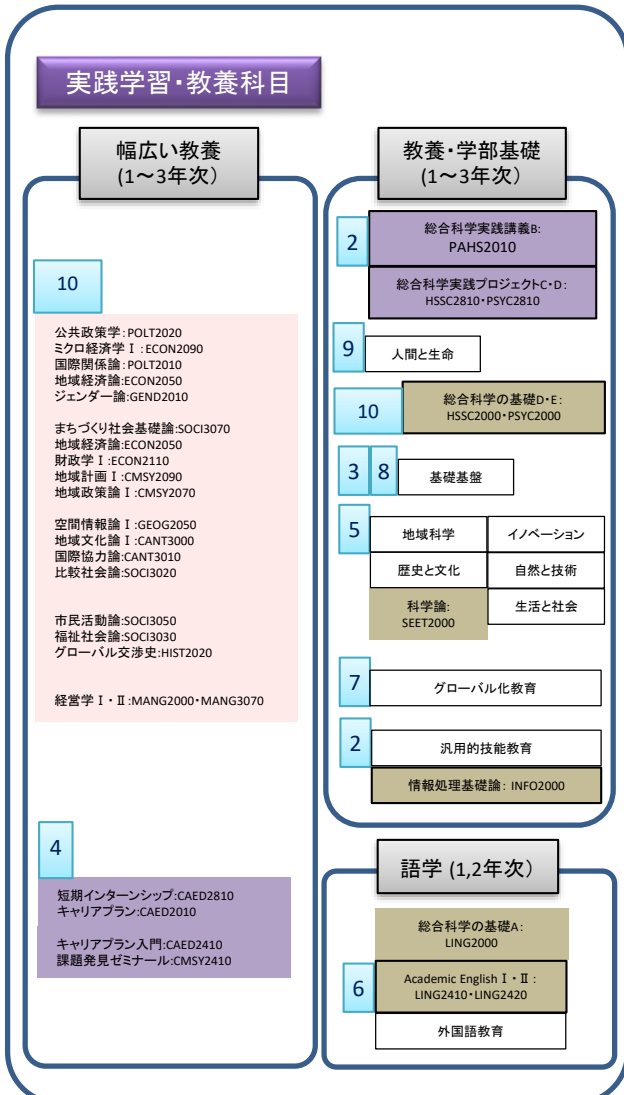 実践学習・教養科目
幅広い教養
(1～3年次)
10
公共政策学:POLT2020
ミクロ経済学Ⅰ:ECON2090
国際関係論:POLT2010
地域経済論:ECON2050
ジェンダー論:GEND2010
まちづくり社会基礎論:SOCI3070
地域経済論:ECON2050
財政学Ⅰ:ECON2110
地域計画Ⅰ:CMSY2090
地域政策論Ⅰ:CMSY2070
空間情報論Ⅰ:GEOG2050
地域文化論Ⅰ:CANT3000
国際協力論:CANT3010
比較社会論:SOCI3020
市民活動論:SOCI3050
福祉社会論:SOCI3030
グローバル交渉史:HIST2020
経営学Ⅰ・Ⅱ:MANG2000・MANG3070
4
短期インターンシップ:CAED2810
キャリアプラン:CAED2010
キャリアプラン入門:CAED2410
課題発見ゼミナール:CMSY2410
教養・学部基礎
(1～3年次)
2
総合科学実践講義B:
PAHS2010
総合科学実践プロジェクトC・D:
HSSC2810・PSYC2810
9
人間と生命
10
総合科学の基礎D・E:
HSSC2000・PSYC2000
3 8
基礎基盤
5
地域科学 イノベーション
歴史と文化 自然と技術
科学論:
SEET2000
生活と社会
7
グローバル化教育
2
汎用的技能教育
情報処理基礎論: INFO2000
語学 (1,2年次)
総合科学の基礎A:
LING2000
6
Academic English Ⅰ・Ⅱ:
LING2410・LING2420
外国語教育